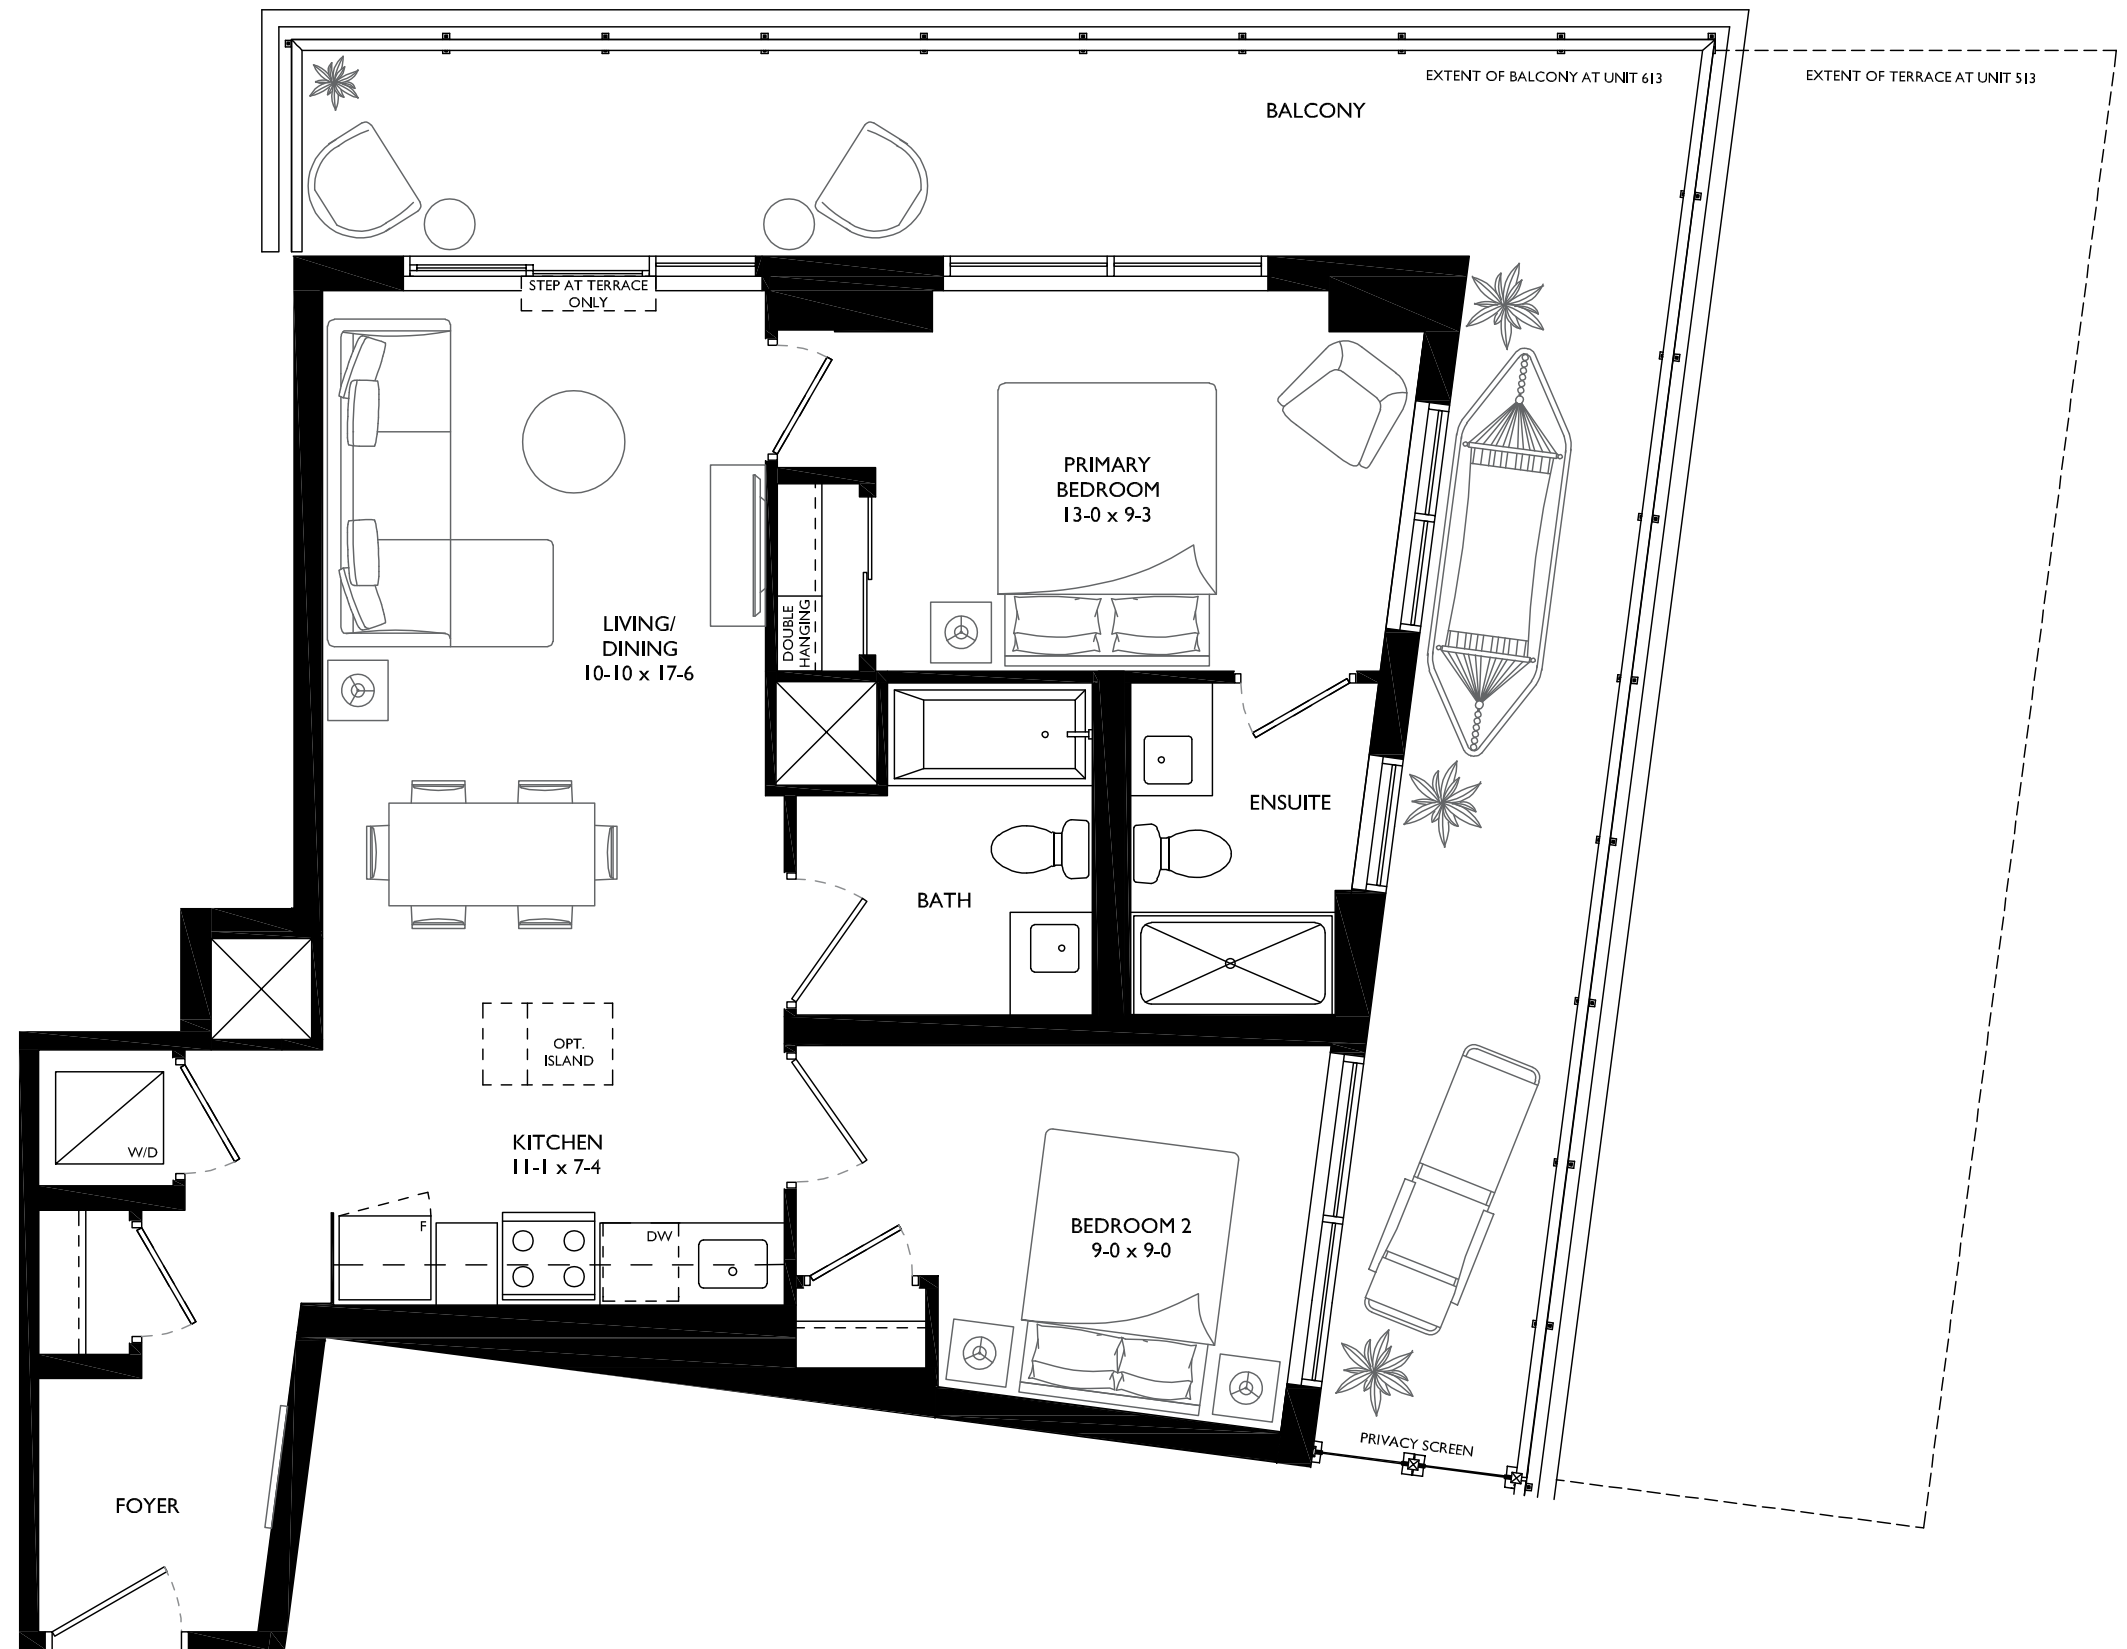 EXTENT OF BALCONY AT UNIT 613
EXTENT OF TERRACE AT UNIT 513
BALCONY
STEP AT TERRACE
ONLY
PRIMARY
BEDROOM
13-0 x 9-3
DOUBLE
HANGING
LIVING/
DINING
10-10 x 17-6
ENSUITE
BATH
OPT.
ISLAND
W/D
KITCHEN
11-1 x 7-4
F
DW
BEDROOM 2
9-0 x 9-0
PRIVACY SCREEN
FOYER